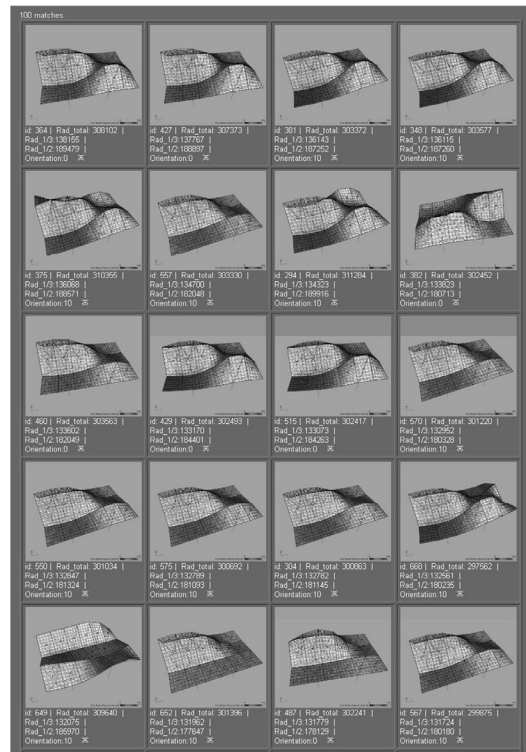 100 matches:
id: 364 | Rad_total: 308102 |
Rad_1/3:138155 |
Rad_1/2:189479 |
Orientation:0
id: 427 | Rad_total: 307373 |
Rad_1/3:137767 |
Rad_1/2:188897 |
Orientation:0
id: 381 | Rad_total: 303372 |
Rad_1/3:136143 |
Rad_1/2:187252 |
Orientation:10
id: 348 | Rad_total: 303577 |
Rad_1/3:136115 |
Rad_1/2:187260 |
Orientation:10
id: 375 | Rad_total: 310355 |
Rad_1/3:136068 |
Rad_1/2:188571 |
Orientation:10
id: 557 | Rad_total: 303330 |
Rad_1/3:134700 |
Rad_1/2:182048 |
Orientation:10
id: 294 | Rad_total: 311284 |
Rad_1/3:134323 |
Rad_1/2:189916 |
Orientation:10
id: 382 | Rad_total: 302452 |
Rad_1/3:133823 |
Rad_1/2:180713 |
Orientation:0
id: 460 | Rad_total: 303563 |
Rad_1/3:133602 |
Rad_1/2:182049 |
Orientation:0
id: 429 | Rad_total: 302493 |
Rad_1/3:133170 |
Rad_1/2:184401 |
Orientation:0
id: 515 | Rad_total: 302417 |
Rad_1/3:133073 |
Rad_1/2:184263 |
Orientation:0
id: 570 | Rad_total: 301220 |
Rad_1/3:132952 |
Rad_1/2:180328 |
Orientation:10
id: 550 | Rad_total: 301034 |
Rad_1/3:132847 |
Rad_1/2:181324 |
Orientation:10
id: 575 | Rad_total: 300692 |
Rad_1/3:132789 |
Rad_1/2:181093 |
Orientation:10
id: 304 | Rad_total: 300863 |
Rad_1/3:132782 |
Rad_1/2:181145 |
Orientation:10
id: 668 | Rad_total: 297562 |
Rad_1/3:132561 |
Rad_1/2:180235 |
Orientation:10
id: 649 | Rad_total: 309640 |
Rad_1/3:132075 |
Rad_1/2:185970 |
Orientation:10
id: 652 | Rad_total: 301396 |
Rad_1/3:131962 |
Rad_1/2:177647 |
Orientation:10
id: 487 | Rad_total: 302241 |
Rad_1/3:131779 |
Rad_1/2:178129 |
Orientation:0
id: 567 | Rad_total: 299875 |
Rad_1/3:131724 |
Rad_1/2:180180 |
Orientation:10